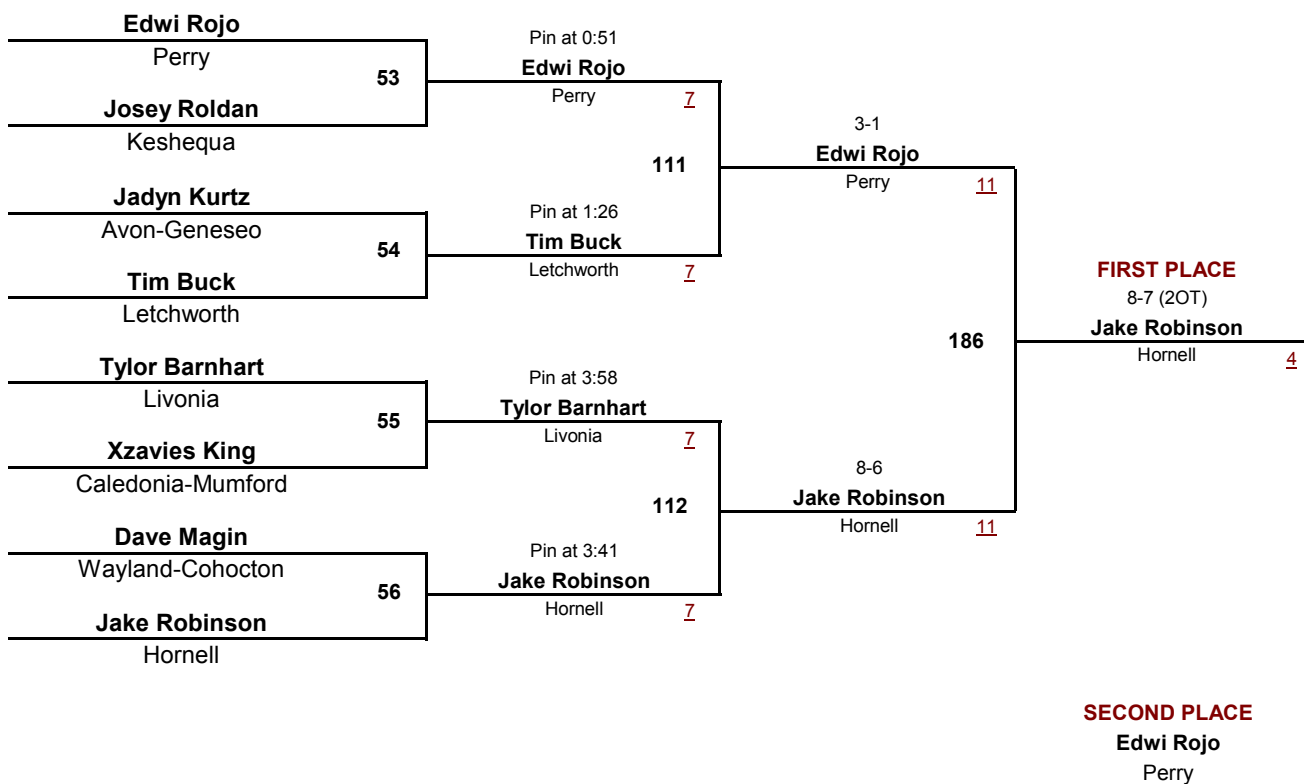 Edwi Rojo
Perry
53
Josey Roldan
Keshequa
Jadyn Kurtz
Avon-Geneseo
54
Tim Buck
Letchworth
Tylor Barnhart
Livonia
55
Xzavies King
Caledonia-Mumford
Dave Magin
Wayland-Cohocton
56
Jake Robinson
Hornell
Pin at 0:51
Edwi Rojo
Perry 7
111
Pin at 1:26
Tim Buck
Letchworth 7
Pin at 3:58
Tylor Barnhart
Livonia 7
112
Pin at 3:41
Jake Robinson
Hornell 7
3-1
Edwi Rojo
Perry 11
186
8-6
Jake Robinson
Hornell 11
FIRST PLACE
8-7 (2OT)
Jake Robinson
Hornell 4
SECOND PLACE
Edwi Rojo
Perry